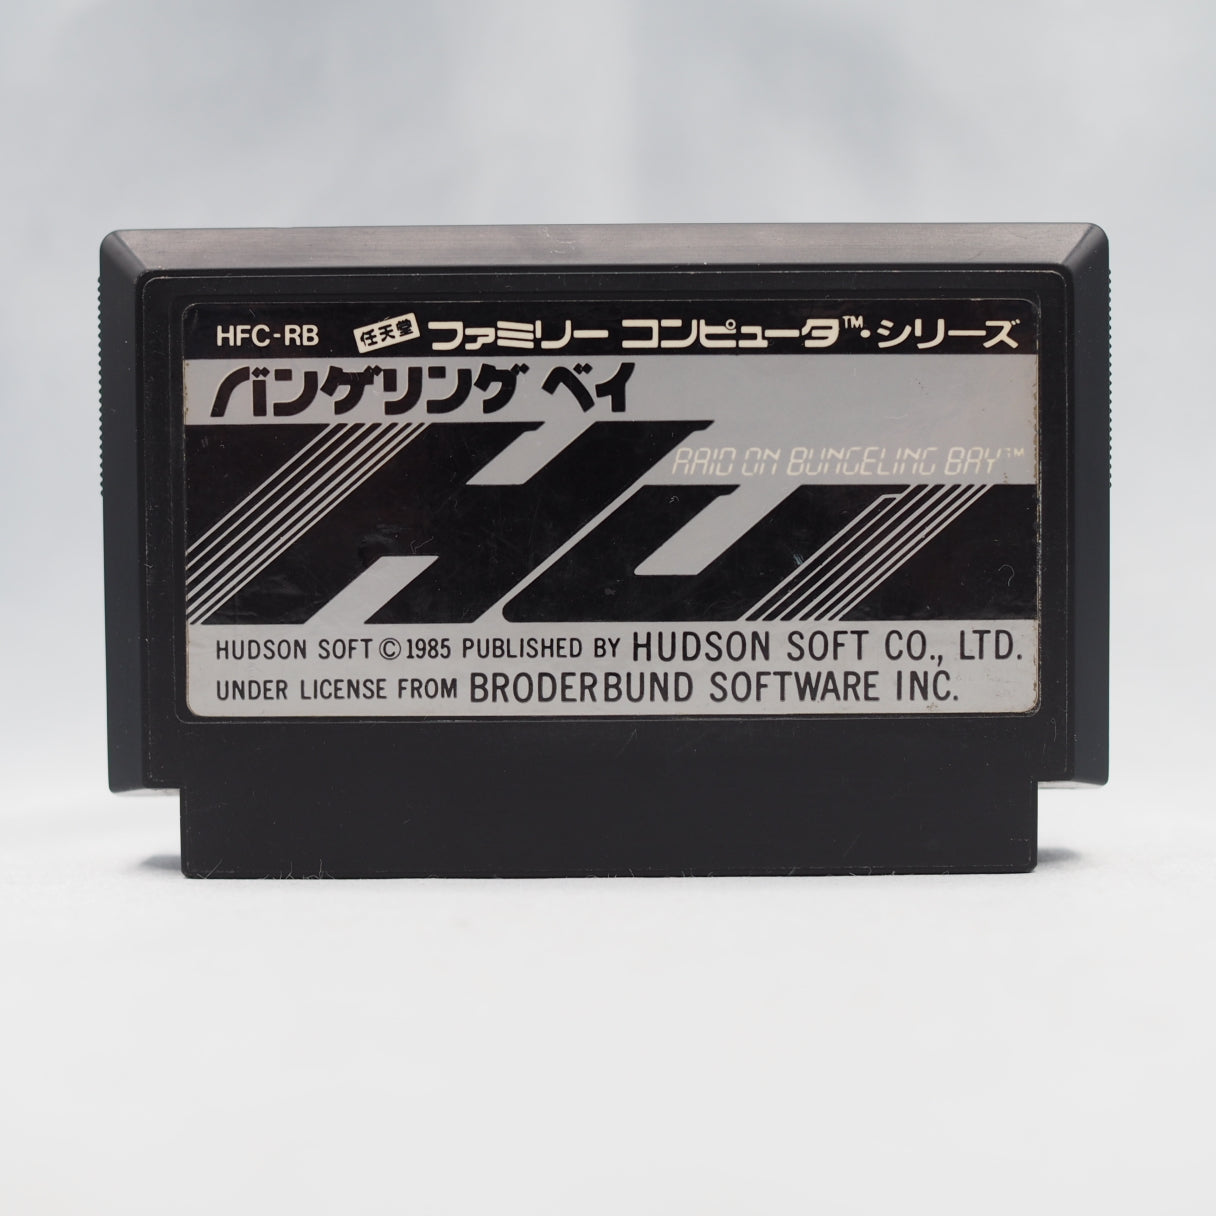 HFC-RB 任天堂 ファミリー コンピュータ™・シリーズ
バンゲリング ベイ
HU
RAID ON BUNGELING BAY™
HUDSON SOFT © 1985 PUBLISHED BY HUDSON SOFT CO., LTD.
UNDER LICENSE FROM BRODERBUND SOFTWARE INC.